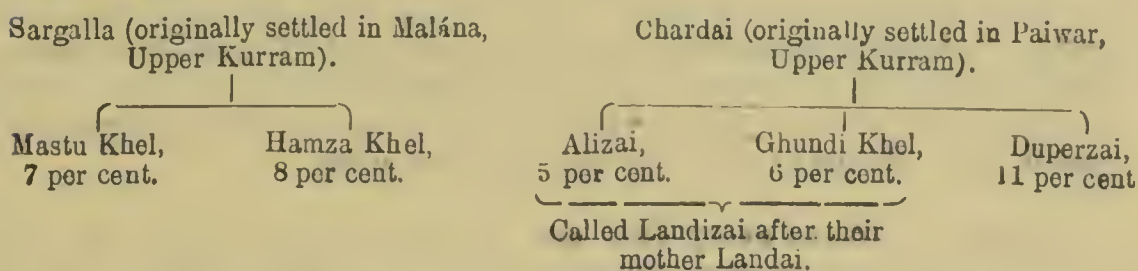 Sargalla (originally settled in Malána,
Upper Kurram).
Chardai (originally settled in Paiwar,
Upper Kurram).
Mastu Khel,
7 per cent.
Hamza Khel,
8 per cent.
Alizai,
5 per cent.
Ghundi Khel,
6 per cent.
Duperzai,
11 per cent
Called Landizai after their
mother Landai.